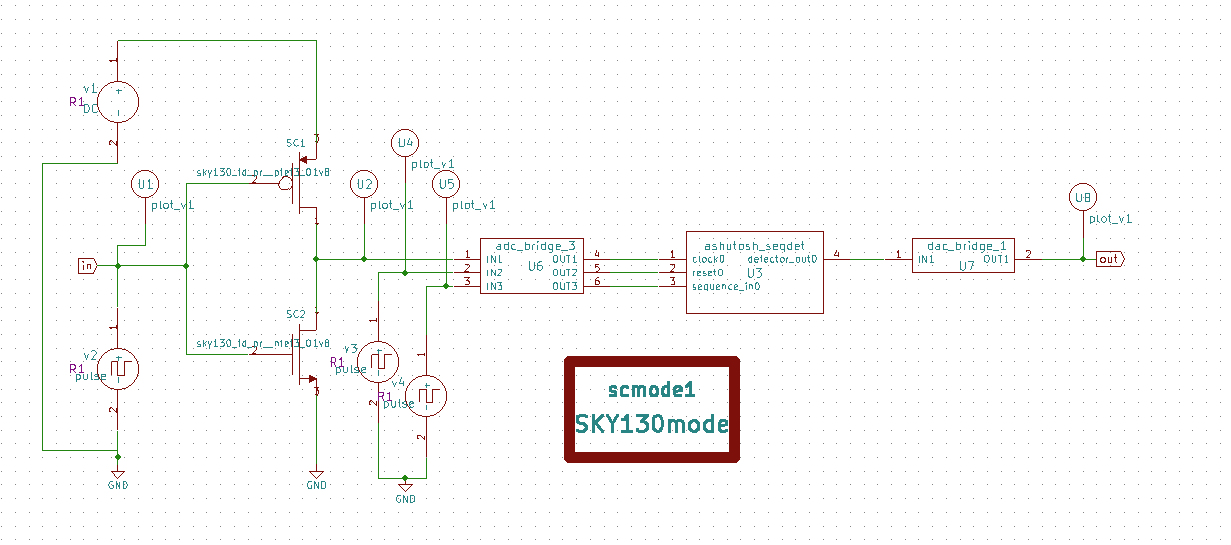 1
v1
R1
DC
2
3
SC1
sky130_fd_pr__pfet3_01v8
2
1
U1
plot_v1
U2
plot_v1
U4
plot_v1
U5
plot_v1
in
adc_bridge_3
U6
1 IN1 OUT1 4
2 IN2 OUT2 5
3 IN3 OUT3 6
ashutosh_seqdet
U3
1 clock0 detector_out0 4
2 reset0
3 sequence_in0
dac_bridge_1
U7
1 IN1 OUT1 2
U8
plot_v1
out
1
v2
R1
pulse
2
GND
SC2
1
2
3
GND
1
v3
R1
pulse
2
1
v4
R1
pulse
2
GND
scmode1
SKY130mode